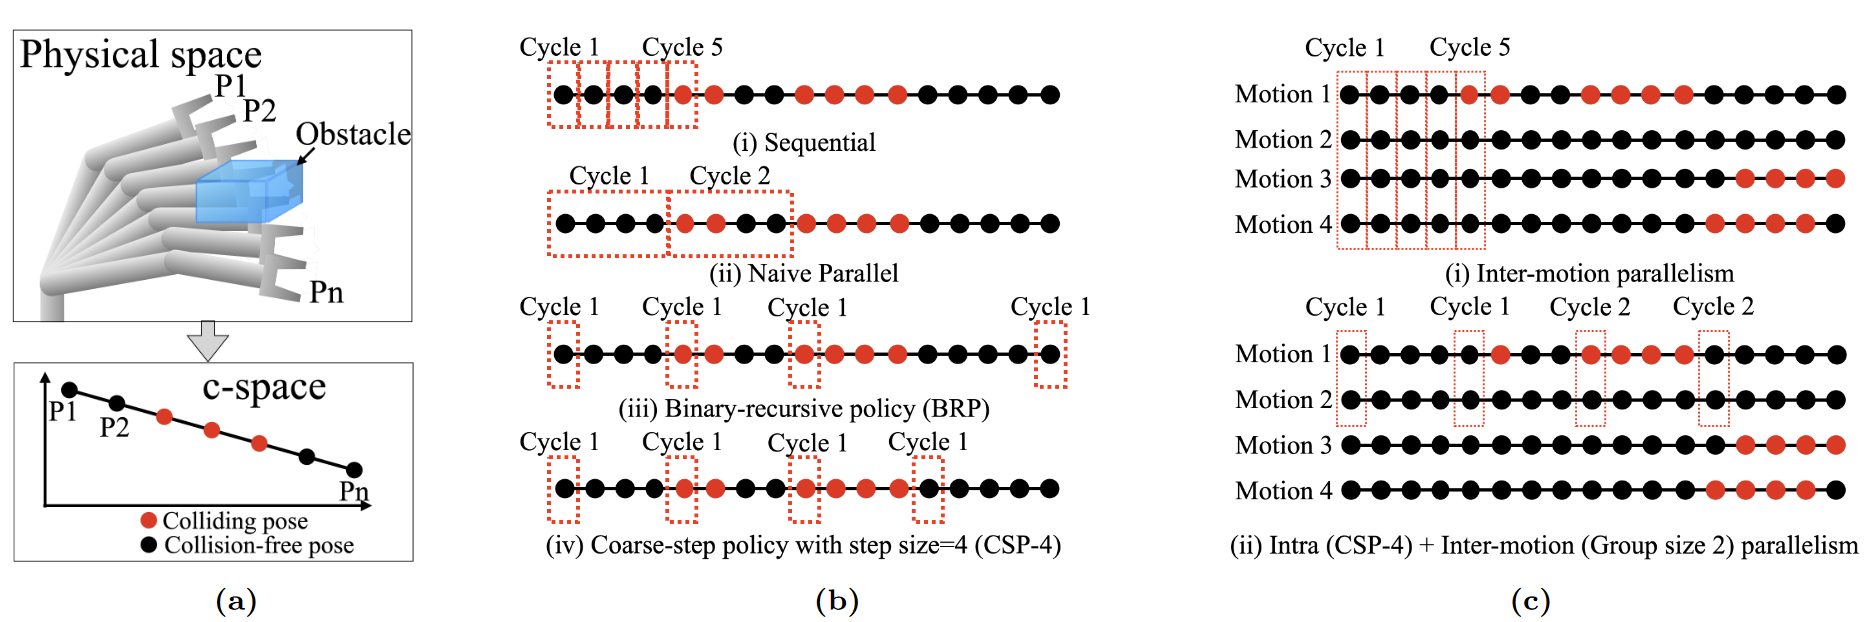 Physical space
P1
P2
Obstacle
Pn
c-space
P1
P2
Pn
Colliding pose
Collision-free pose
(a)
Cycle 1 Cycle 5
(i) Sequential
Cycle 1 Cycle 2
(ii) Naive Parallel
Cycle 1 Cycle 1 Cycle 1 Cycle 1
(iii) Binary-recursive policy (BRP)
Cycle 1 Cycle 1 Cycle 1 Cycle 1
(iv) Coarse-step policy with step size=4 (CSP-4)
(b)
Cycle 1 Cycle 5
Motion 1
Motion 2
Motion 3
Motion 4
(i) Inter-motion parallelism
Cycle 1 Cycle 1 Cycle 2 Cycle 2
Motion 1
Motion 2
Motion 3
Motion 4
(ii) Intra (CSP-4) + Inter-motion (Group size 2) parallelism
(c)